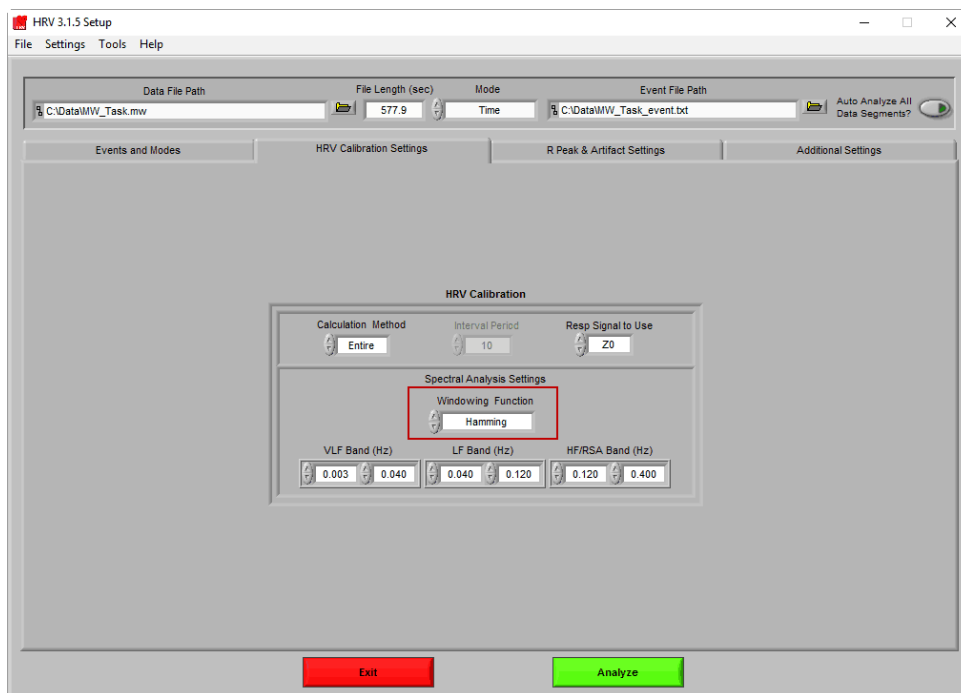 HRV 3.1.5 Setup
File Settings Tools Help
Data File Path File Length (sec) Mode Event File Path
C:\Data\MW_Task.mw 577.9 Time C:\Data\MW_Task_event.txt Auto Analyze All
Data Segments?
Events and Modes HRV Calibration Settings R Peak & Artifact Settings Additional Settings
HRV Calibration
Calculation Method Interval Period Resp Signal to Use
Entire 10 Z0
Spectral Analysis Settings
Windowing Function
Hamming
VLF Band (Hz) LF Band (Hz) HF/RSA Band (Hz)
0.003 0.040 0.040 0.120 0.120 0.400
Exit Analyze